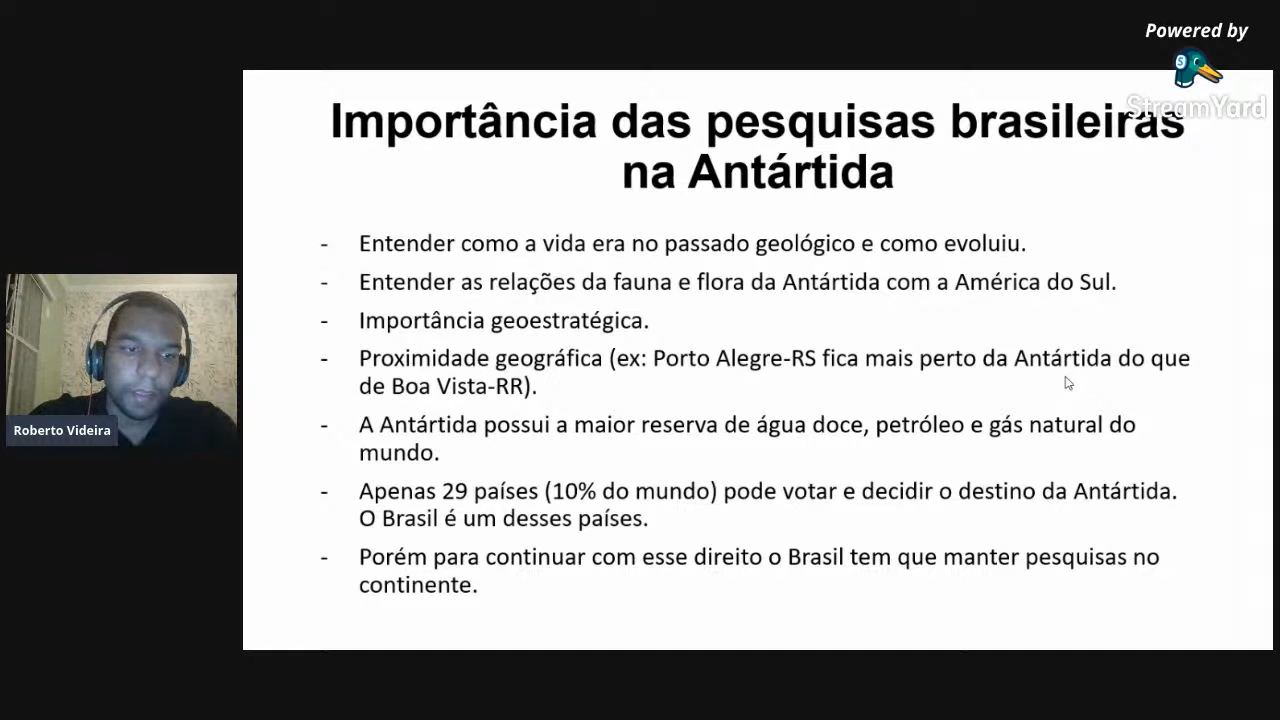 Powered by
StreamYard
Importância das pesquisas brasileiras
na Antártida
- Entender como a vida era no passado geológico e como evoluiu.
- Entender as relações da fauna e flora da Antártida com a América do Sul.
- Importância geoestratégica.
- Proximidade geográfica (ex: Porto Alegre-RS fica mais perto da Antártida do que
de Boa Vista-RR).
- A Antártida possui a maior reserva de água doce, petróleo e gás natural do
mundo.
- Apenas 29 países (10% do mundo) pode votar e decidir o destino da Antártida.
O Brasil é um desses países.
- Porém para continuar com esse direito o Brasil tem que manter pesquisas no
continente.
Roberto Videira